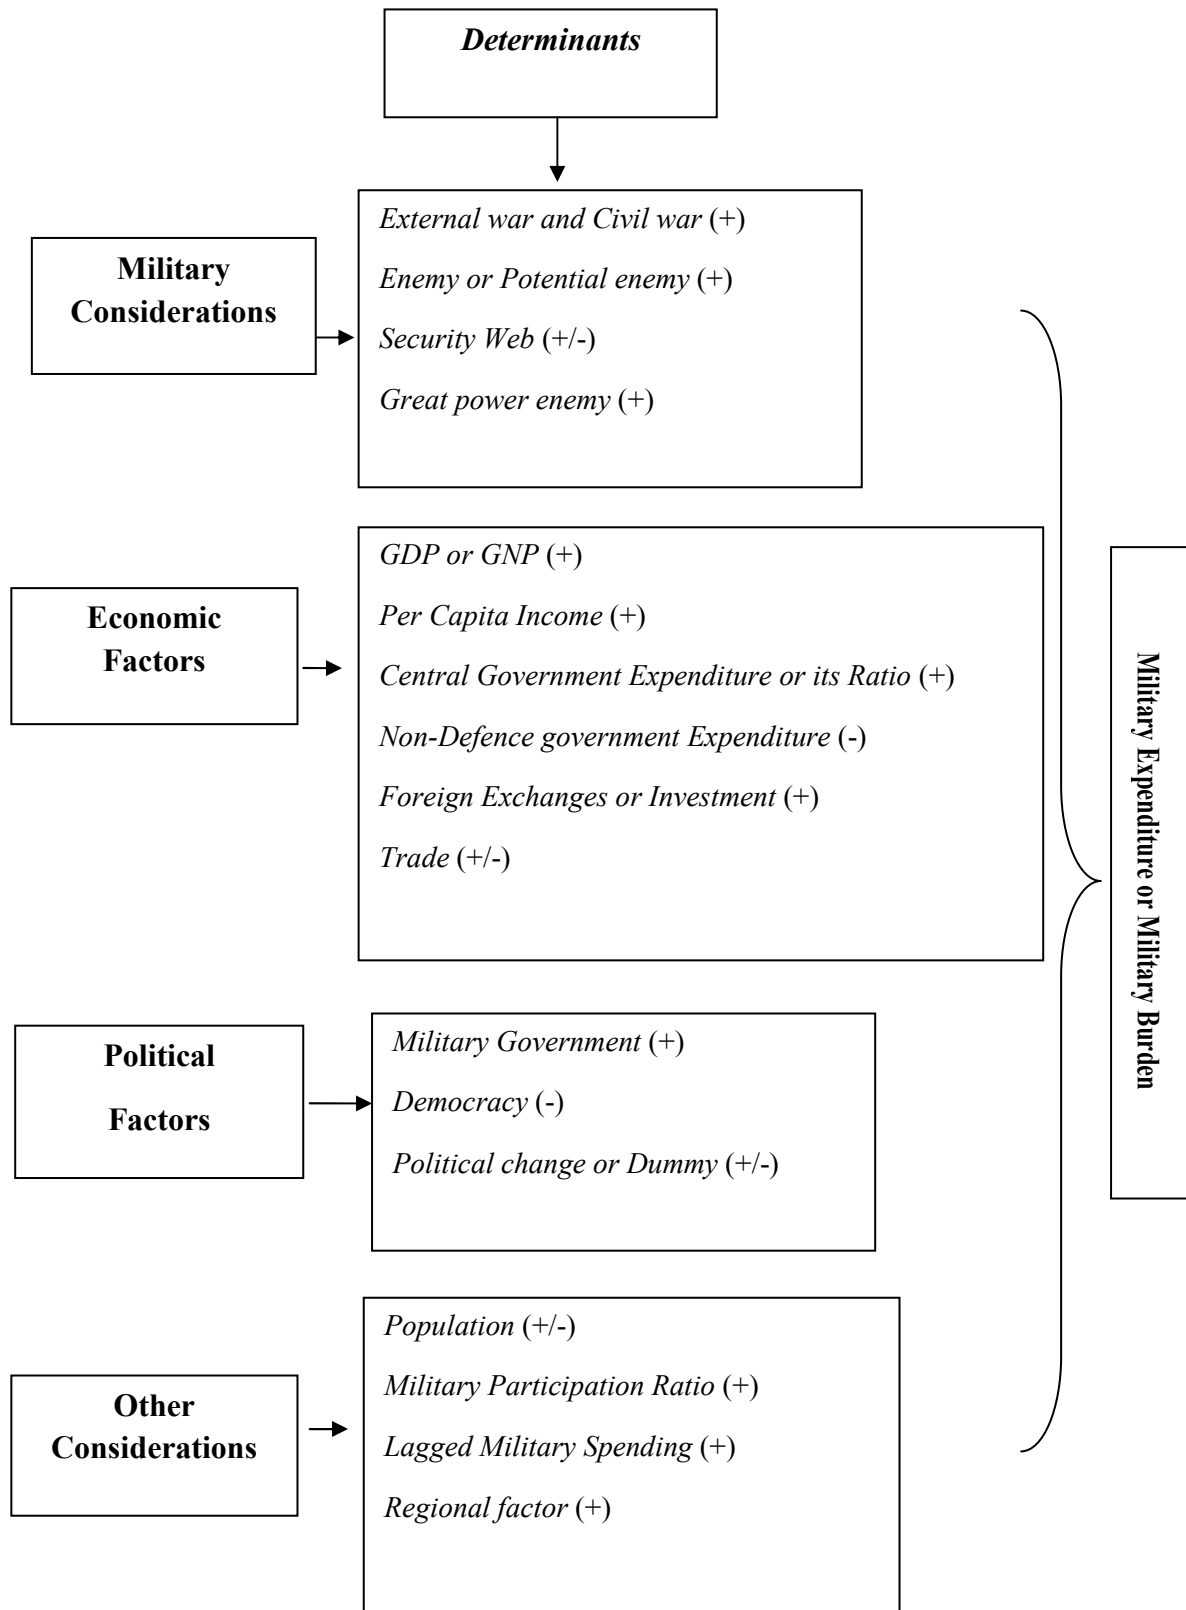 Determinants
Military
Considerations
External war and Civil war (+)
Enemy or Potential enemy (+)
Security Web (+/-)
Great power enemy (+)
Economic
Factors
GDP or GNP (+)
Per Capita Income (+)
Central Government Expenditure or its Ratio (+)
Non-Defence government Expenditure (-)
Foreign Exchanges or Investment (+)
Trade (+/-)
Political
Factors
Military Government (+)
Democracy (-)
Political change or Dummy (+/-)
Other
Considerations
Population (+/-)
Military Participation Ratio (+)
Lagged Military Spending (+)
Regional factor (+)
Military Expenditure or Military Burden